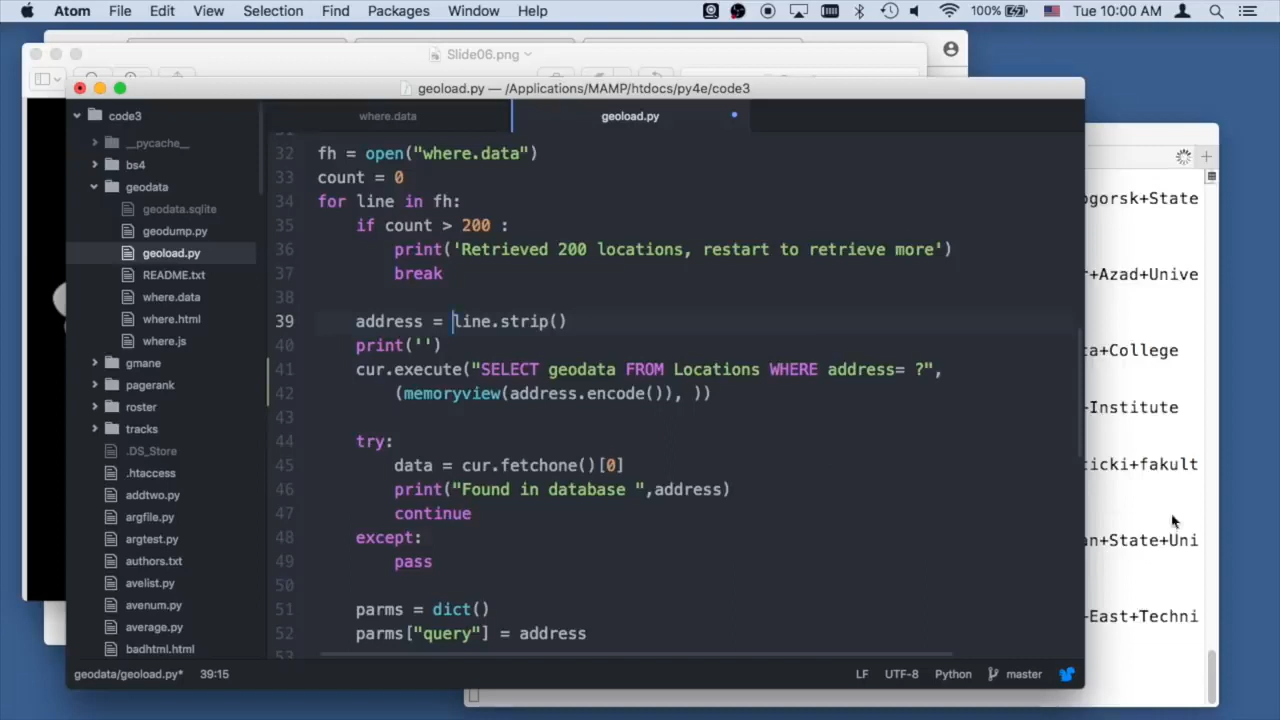 Atom File Edit View Selection Find Packages Window Help 100% Tue 10:00 AM
Slide06.png
geoload.py — /Applications/MAMP/htdocs/py4e/code3
code3
__pycache__
bs4
geodata
geodata.sqlite
geodump.py
geoload.py
README.txt
where.data
where.html
where.js
gmane
pagerank
roster
tracks
.DS_Store
.htaccess
addtwo.py
argfile.py
argtest.py
authors.txt
avelist.py
avenum.py
average.py
badhtml.html
where.data geoload.py
32 fh = open("where.data")
33 count = 0
34 for line in fh:
35 if count > 200 :
36 print('Retrieved 200 locations, restart to retrieve more')
37 break
38
39 address = line.strip()
40 print('')
41 cur.execute("SELECT geodata FROM Locations WHERE address= ?",
42 (memoryview(address.encode()), ))
43
44 try:
45 data = cur.fetchone()[0]
46 print("Found in database ",address)
47 continue
48 except:
49 pass
50
51 parms = dict()
52 parms["query"] = address
geodata/geoload.py* 39:15 LF UTF-8 Python master
ogorsk+State
r+Azad+Unive
ta+College
+Institute
ticki+fakult
an+State+Uni
+East+Techni